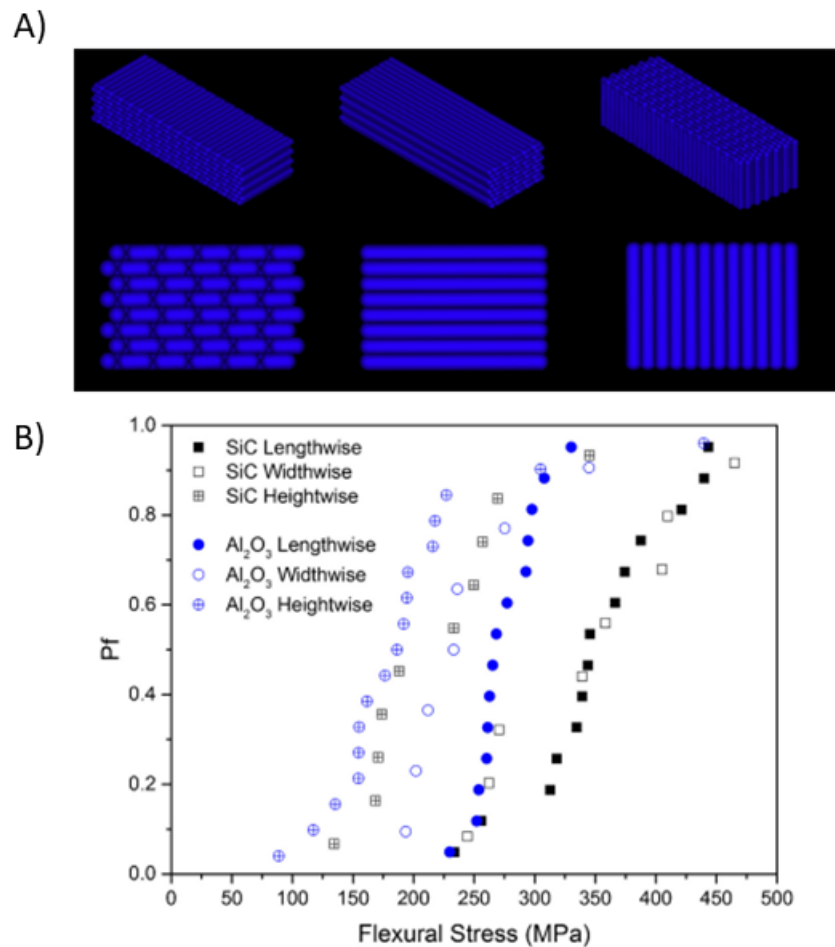 A)
B)
1.0
0.8
0.6
0.4
0.2
0.0
Pf
SiC Lengthwise
SiC Widthwise
SiC Heightwise
Al₂O₃ Lengthwise
Al₂O₃ Widthwise
Al₂O₃ Heightwise
0 50 100 150 200 250 300 350 400 450 500
Flexural Stress (MPa)